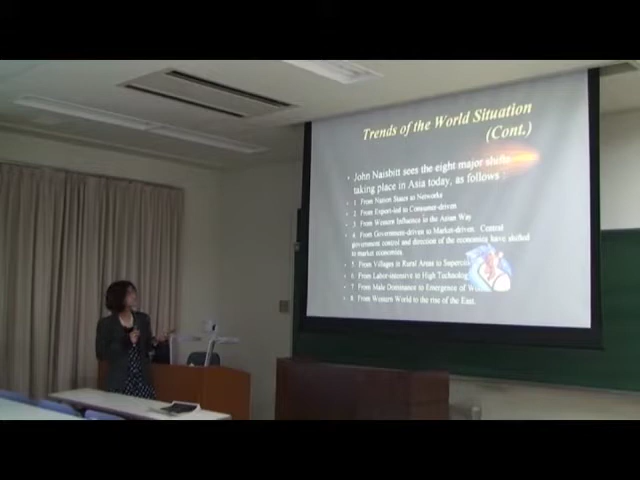 Trends of the World Situation
(Cont.)
• John Naisbitt sees the eight major shifts
taking place in Asia today, as follows :
• 1. From Nation States to Networks
• 2. From Export-led to Consumer-driven
• 3. From Western Influence to the Asian Way
• 4. From Government-driven to Market-driven. Central
government control and direction of the economies have shifted
to market economies.
• 5. From Villages in Rural Areas to
• 6. From Labor-intensive to High Technology
• 7. From Male Dominance to Emergence of
• 8. From Western World to the rise of the East.